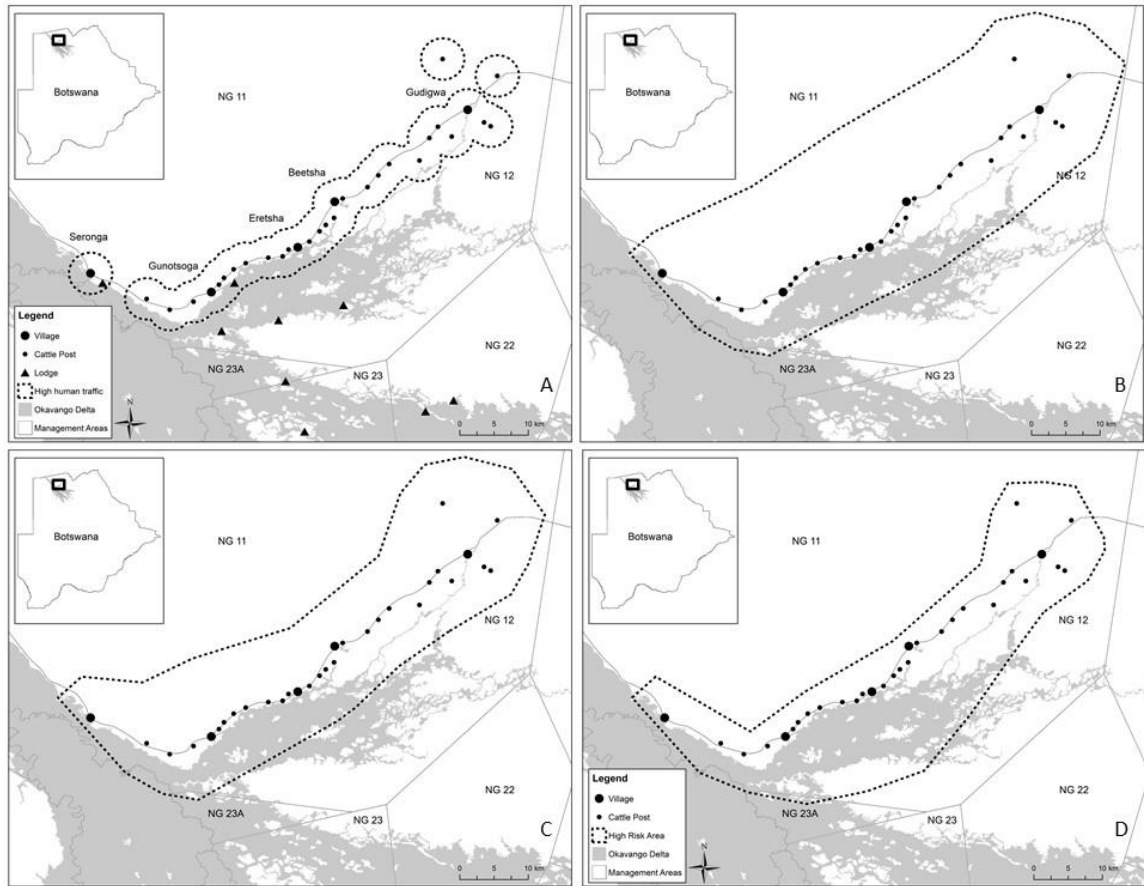 Botswana
NG 11
Gudigwa
NG 12
Beetsha
Eretsha
Seronga
Gunotsoga
Legend
Village
Cattle Post
Lodge
High human traffic
Okavango Delta
Management Areas
N
NG 23A
NG 23
NG 22
A
0 5 10 km
Botswana
NG 11
NG 12
NG 22
NG 23A
NG 23
B
0 5 10 km
Botswana
NG 11
NG 12
NG 22
NG 23A
NG 23
C
0 5 10 km
Botswana
NG 11
NG 12
NG 22
Legend
Village
Cattle Post
High Risk Area
Okavango Delta
Management Areas
N
NG 23A
NG 23
D
0 5 10 km